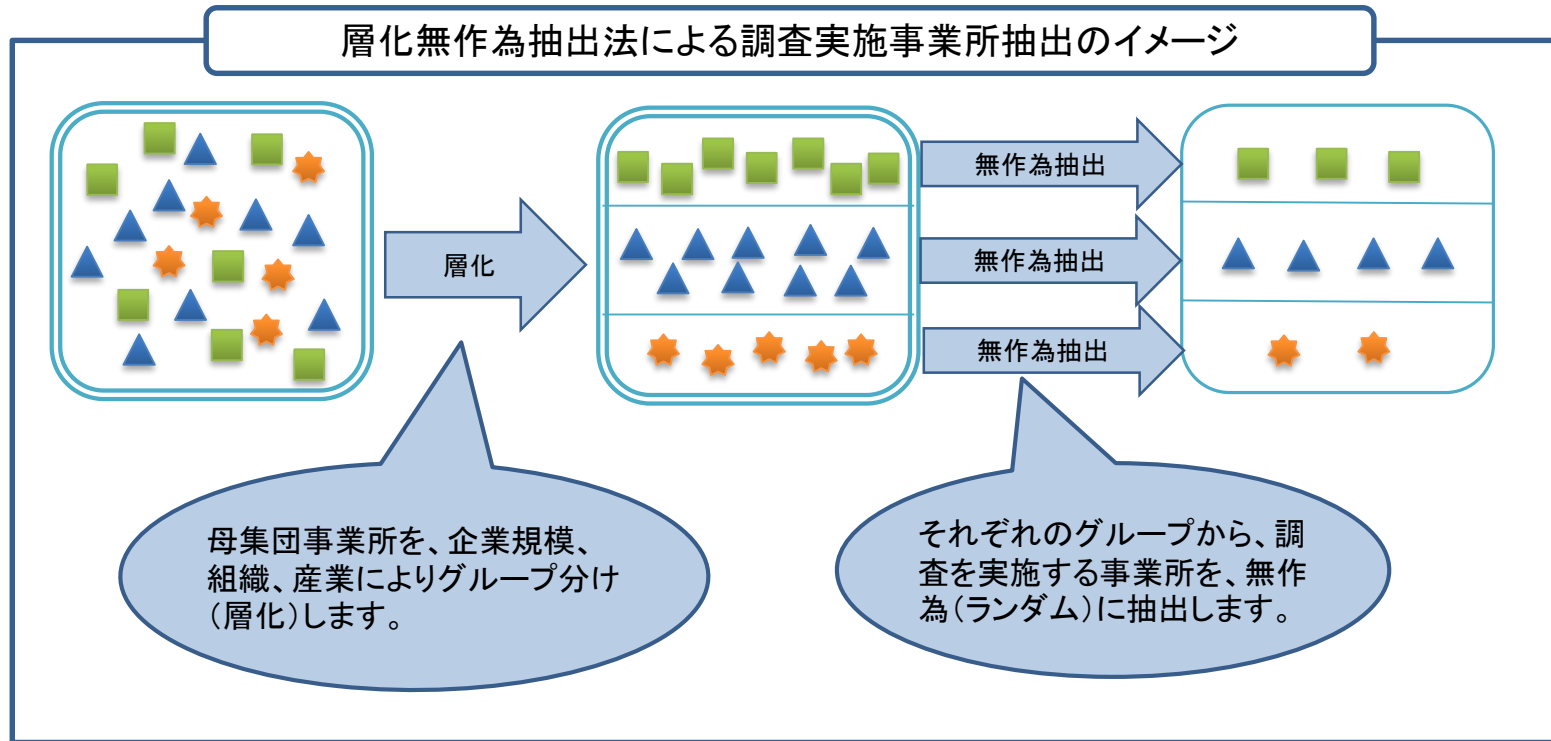 層化無作為抽出法による調査実施事業所抽出のイメージ
層化
無作為抽出
無作為抽出
無作為抽出
母集団事業所を、企業規模、
組織、産業によりグループ分け
（層化）します。
それぞれのグループから、調
査を実施する事業所を、無作
為（ランダム）に抽出します。